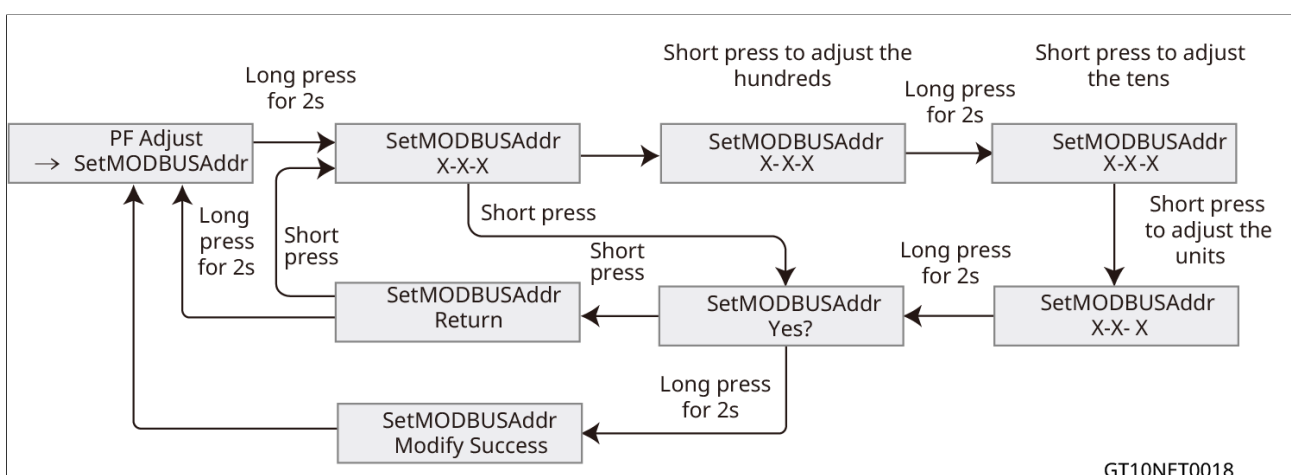 Short press to adjust the
hundreds
Short press to adjust
the tens
Long press
for 2s
Long press
for 2s
PF Adjust
→ SetMODBUSAddr
SetMODBUSAddr
X-X-X
SetMODBUSAddr
X-X-X
SetMODBUSAddr
X-X-X
Long
press
for 2s
Short
press
Short press
Short
press
Long press
for 2s
Short press
to adjust the
units
SetMODBUSAddr
Return
SetMODBUSAddr
Yes?
SetMODBUSAddr
X-X- X
Long press
for 2s
SetMODBUSAddr
Modify Success
GT10NET0018